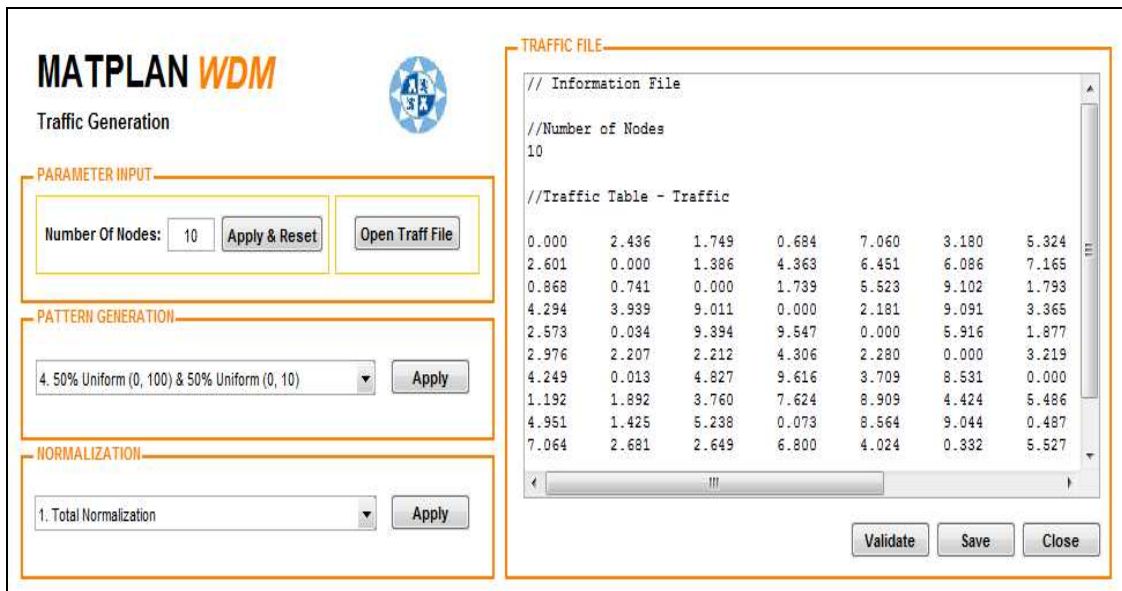 MATPLAN WDM
Traffic Generation
PARAMETER INPUT
Number Of Nodes: 10 Apply & Reset Open Traff File
PATTERN GENERATION
4. 50% Uniform (0, 100) & 50% Uniform (0, 10) Apply
NORMALIZATION
1. Total Normalization Apply
TRAFFIC FILE
// Information File
//Number of Nodes
10
//Traffic Table - Traffic
0.000 2.436 1.749 0.684 7.060 3.180 5.324
2.601 0.000 1.386 4.363 6.451 6.086 7.165
0.868 0.741 0.000 1.739 5.523 9.102 1.793
4.294 3.939 9.011 0.000 2.181 9.091 3.365
2.573 0.034 9.394 9.547 0.000 5.916 1.877
2.976 2.207 2.212 4.306 2.280 0.000 3.219
4.249 0.013 4.827 9.616 3.709 8.531 0.000
1.192 1.892 3.760 7.624 8.909 4.424 5.486
4.951 1.425 5.238 0.073 8.564 9.044 0.487
7.064 2.681 2.649 6.800 4.024 0.332 5.527
Validate Save Close